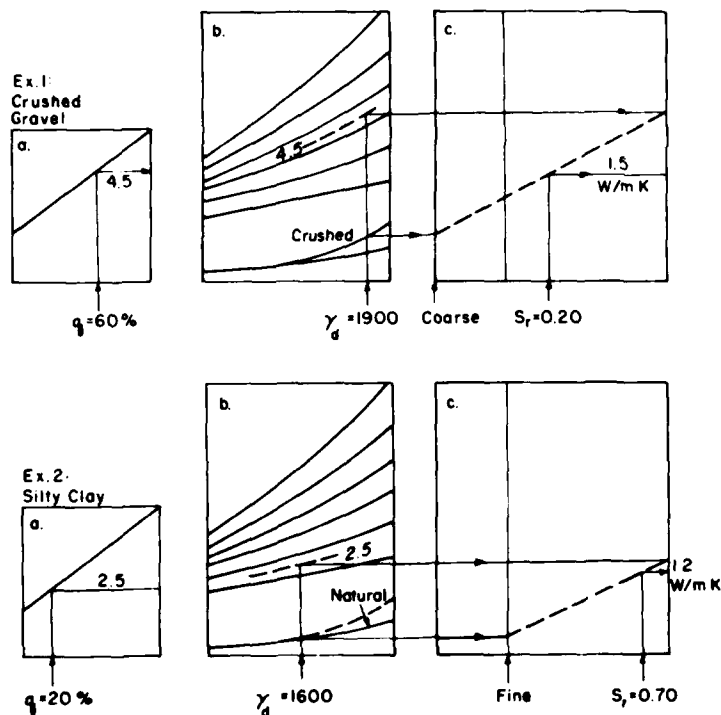 Ex.1:
Crushed
Gravel
a.
4.5
q=60%
b.
4.5
Crushed
γd=1900
c.
1.5
W/m K
Coarse
Sr=0.20
Ex.2:
Silty Clay
a.
2.5
q=20%
b.
2.5
Natural
γd=1600
c.
1.2
W/m K
Fine
Sr=0.70